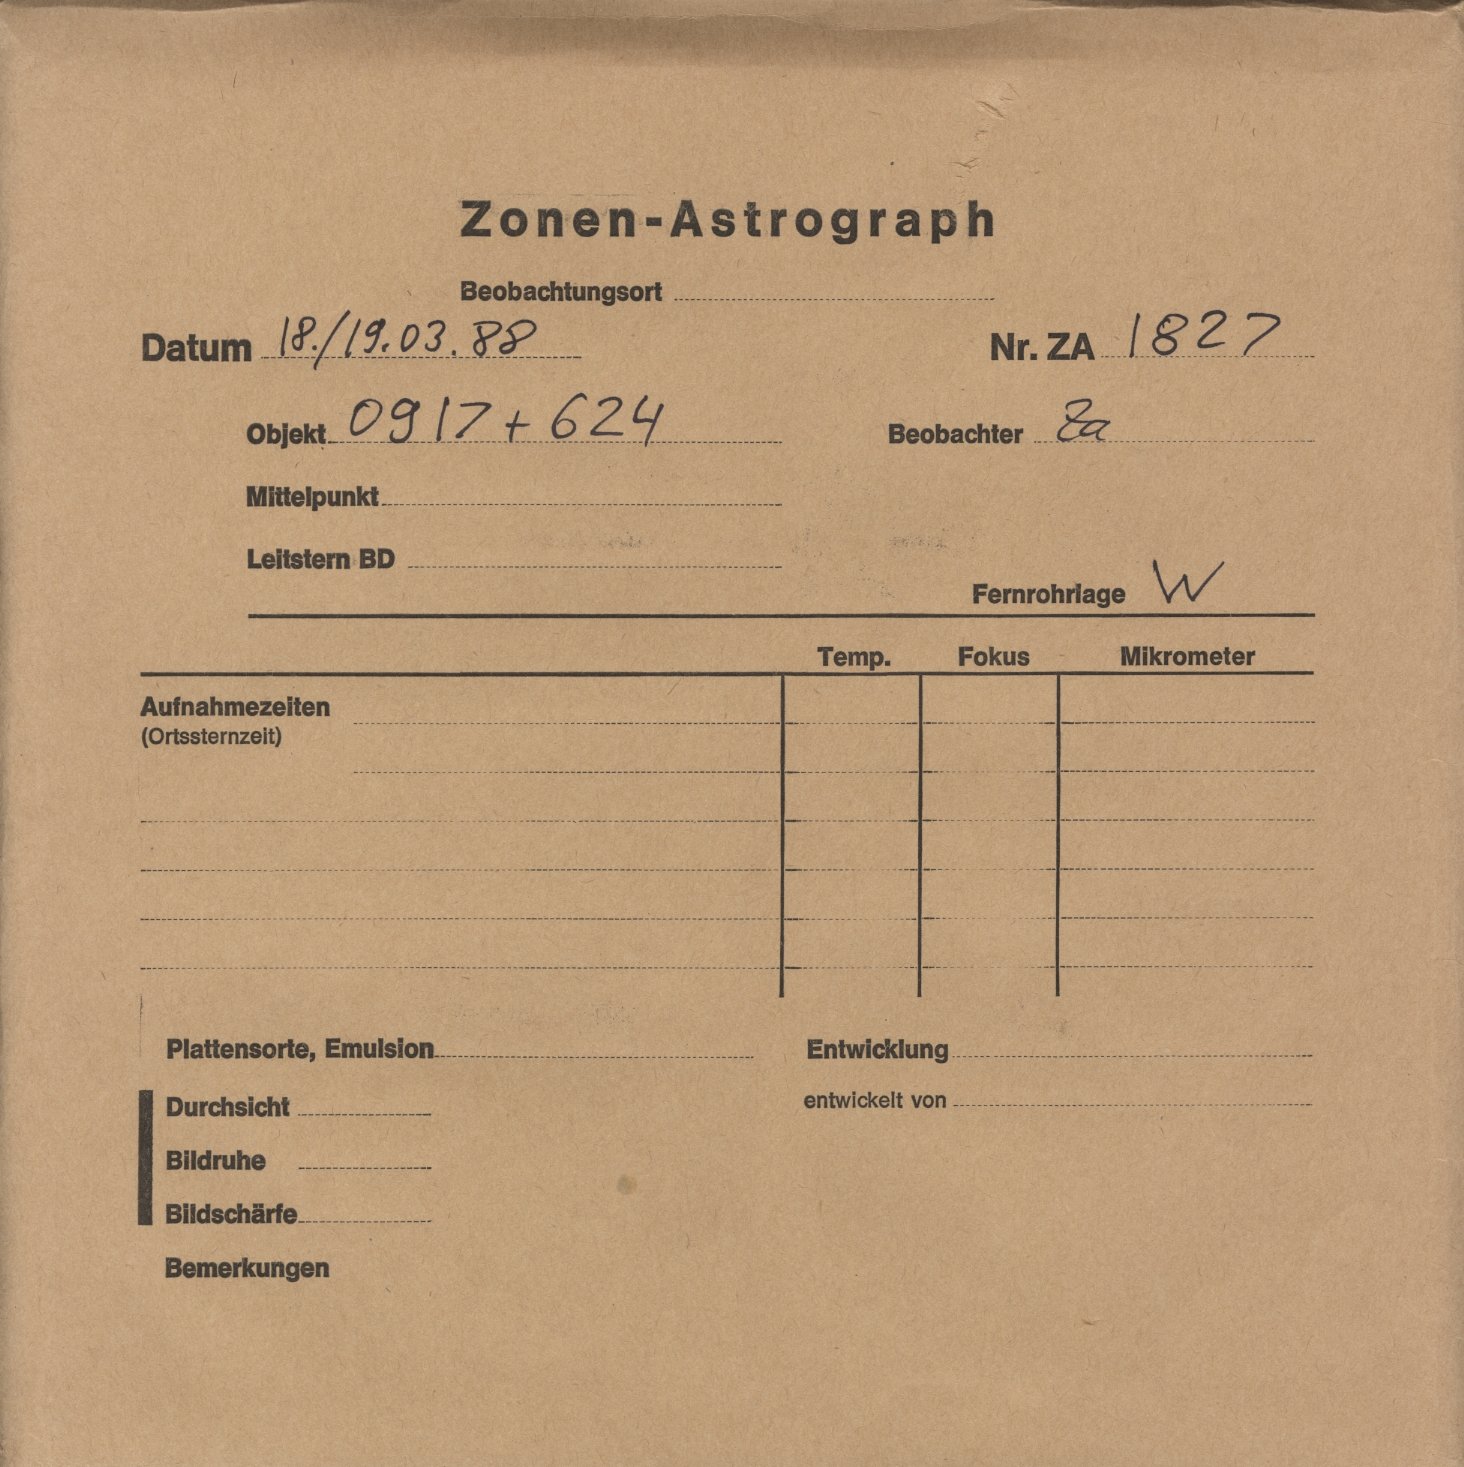 Zonen-Astrograph
Beobachtungsort
Datum 18./19.03.88 Nr. ZA 1827
Objekt 0917+624 Beobachter Za
Mittelpunkt
Leitstern BD
Fernrohrlage W
Temp. Fokus Mikrometer
Aufnahmezeiten
(Ortssternzeit)
Plattensorte, Emulsion Entwicklung
Durchsicht entwickelt von
Bildruhe
Bildschärfe
Bemerkungen